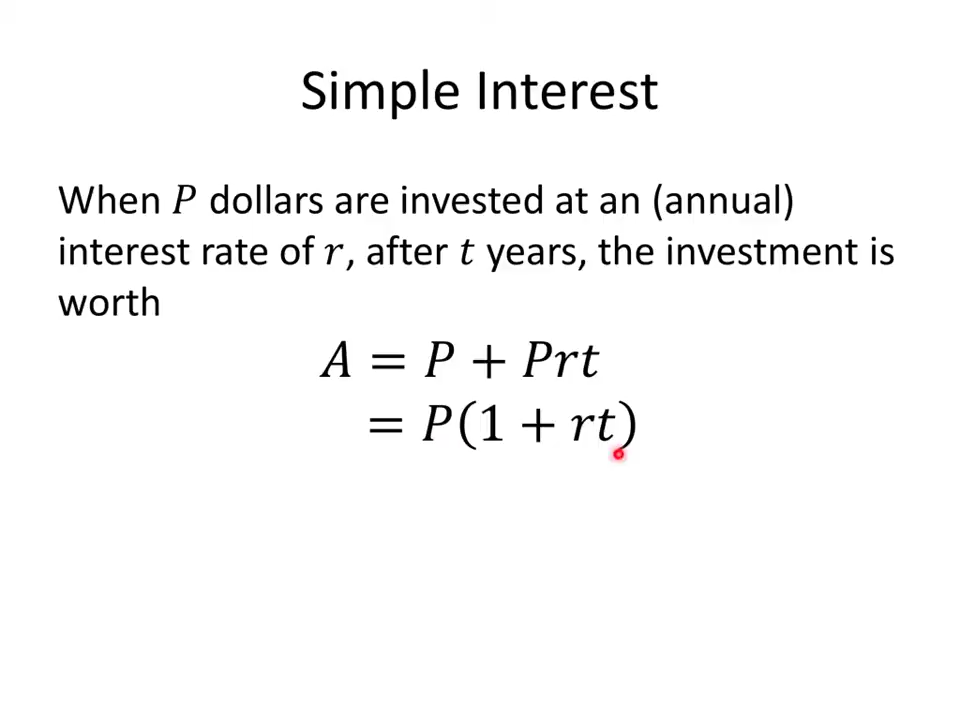 Simple Interest
When P dollars are invested at an (annual)
interest rate of r, after t years, the investment is
worth
A = P + Prt
= P(1 + rt)